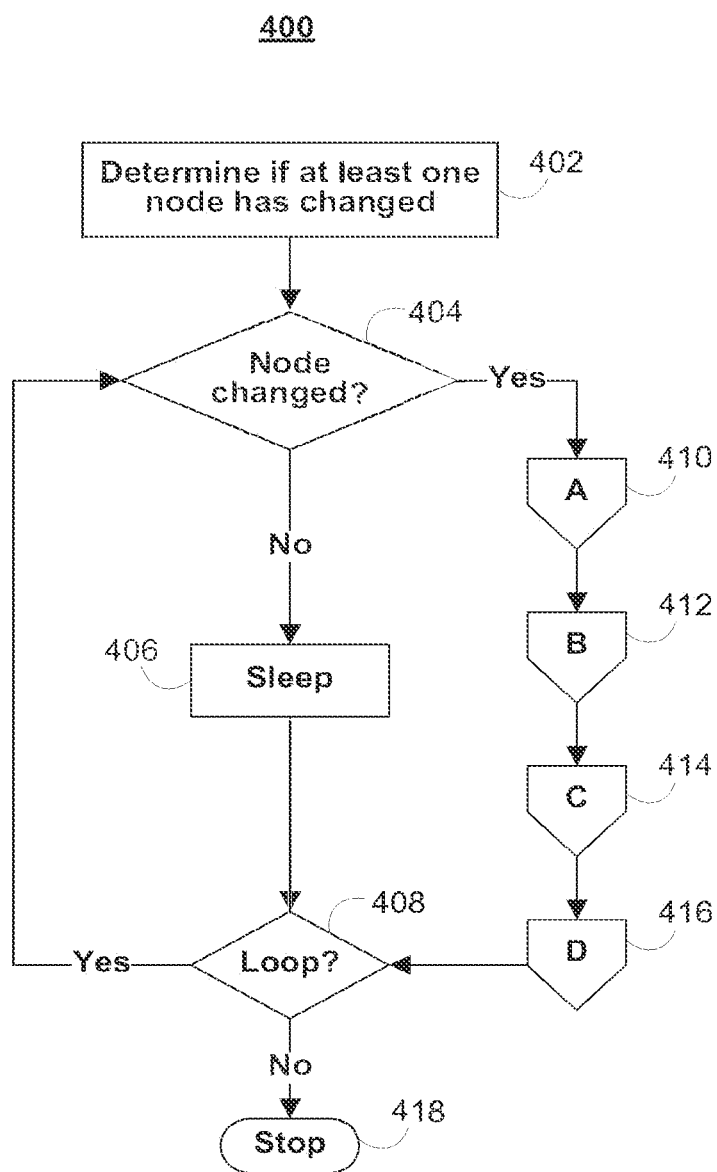 400
Determine if at least one
node has changed
402
404
Node
changed?
Yes
410
A
No
412
B
406
Sleep
414
C
408
416
Yes
Loop?
D
No
418
Stop